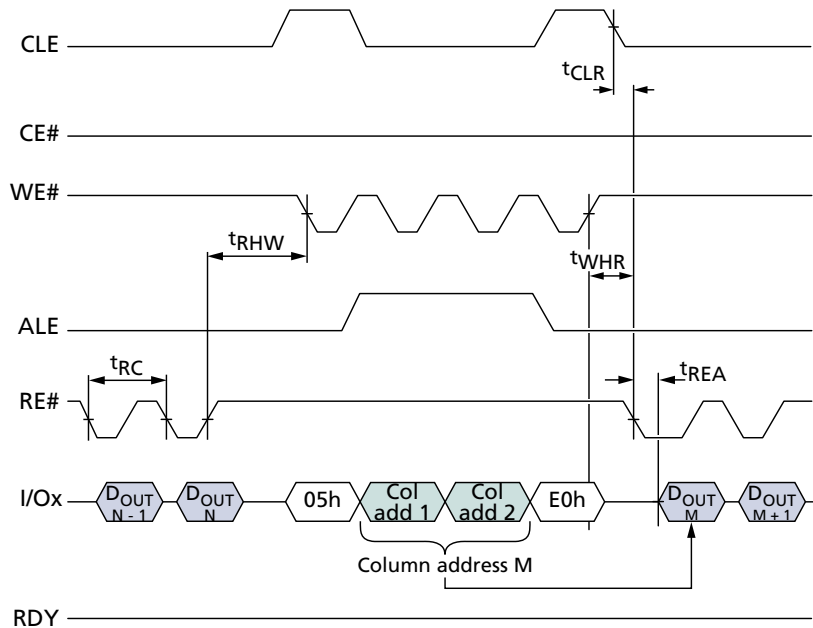 CLE
tCLR
CE#
WE#
tRHW
tWHR
ALE
tRC
tREA
RE#
I/Ox
DOUT
N - 1
DOUT
N
05h
Col
add 1
Col
add 2
E0h
DOUT
M
DOUT
M + 1
Column address M
RDY